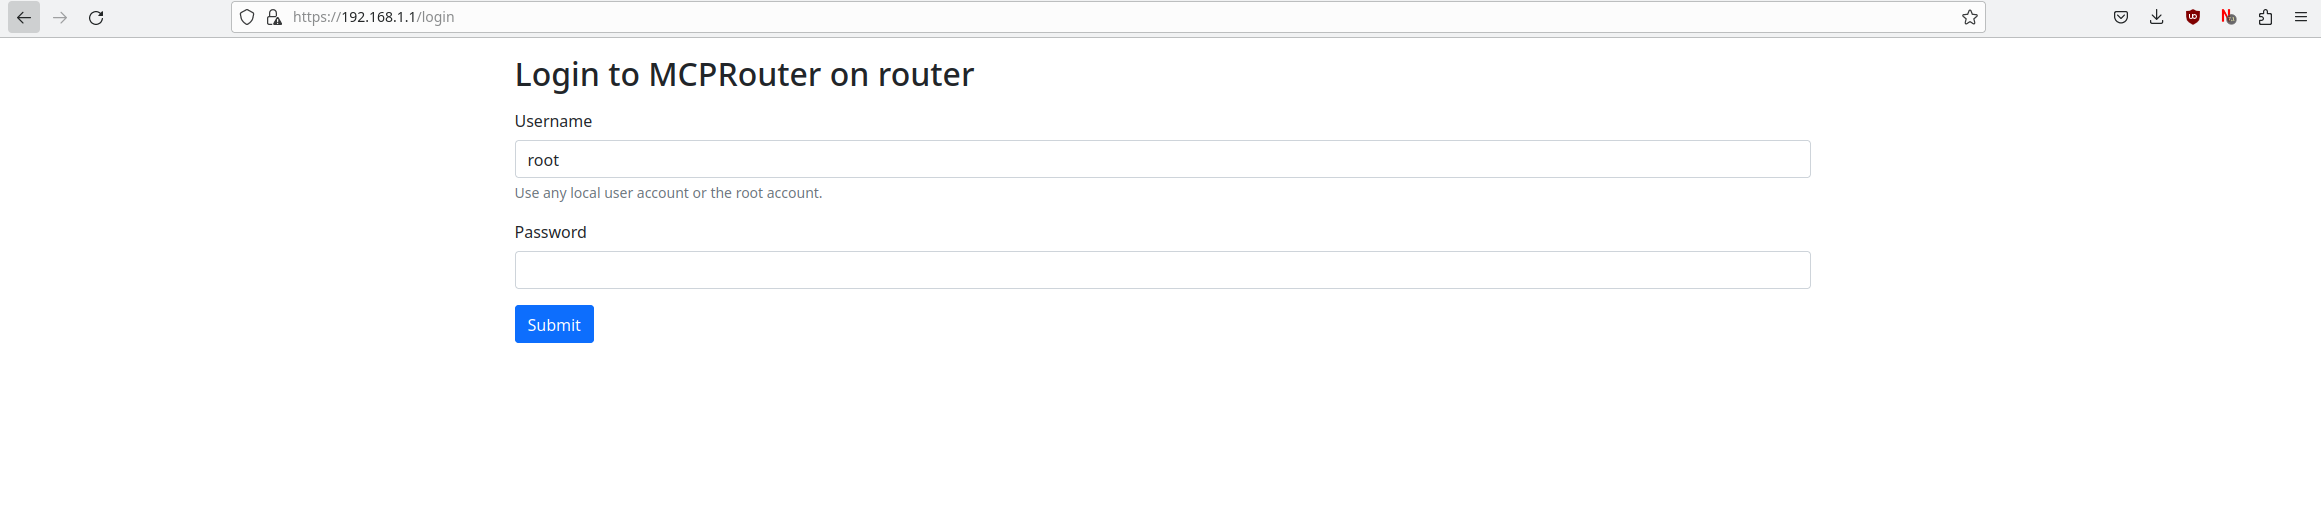 https://192.168.1.1/login
Login to MCPRouter on router
Username
root
Use any local user account or the root account.
Password
Submit